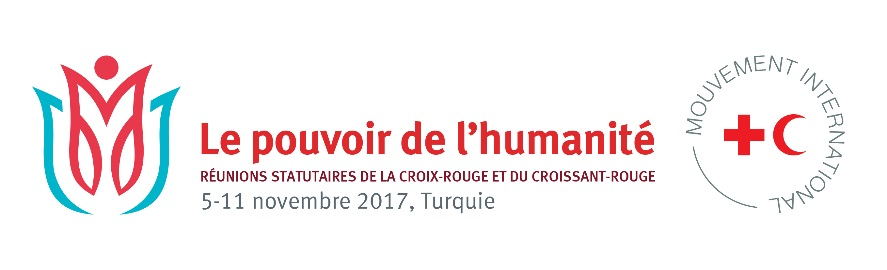 Le pouvoir de l'humanité
RÉUNIONS STATUTAIRES DE LA CROIX-ROUGE ET DU CROISSANT-ROUGE
5-11 novembre 2017, Turquie
MOUVEMENT INTERNATIONAL